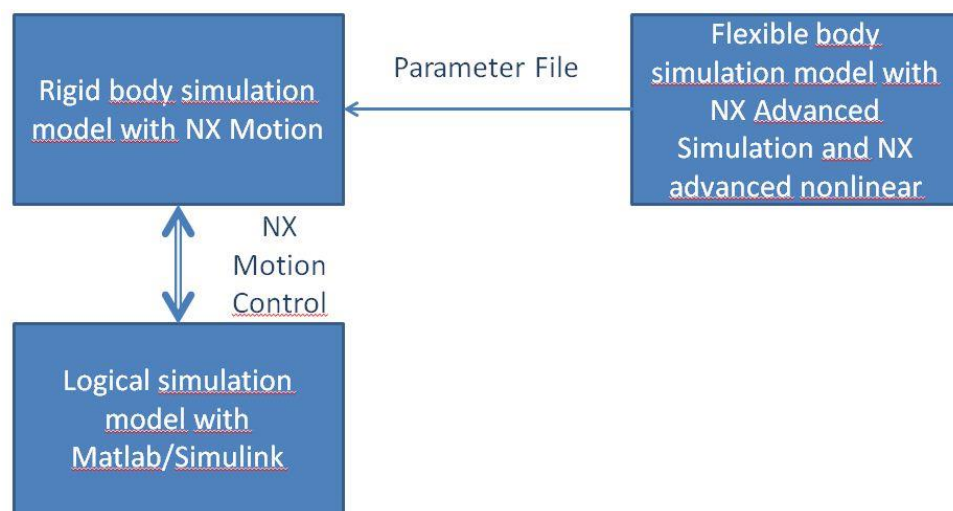 Rigid body simulation
model with NX Motion
Parameter File
Flexible body
simulation model with
NX Advanced
Simulation and NX
advanced nonlinear
NX
Motion
Control
Logical simulation
model with
Matlab/Simulink